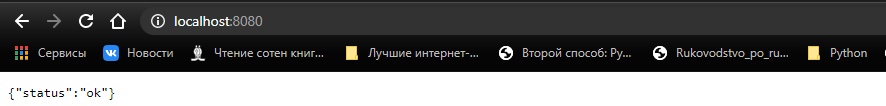 localhost:8080
Сервисы Новости Чтение сотен книг... Лучшие интернет-... Второй способ: Ру... Rukovodstvo_po_ru... Python
{"status":"ok"}